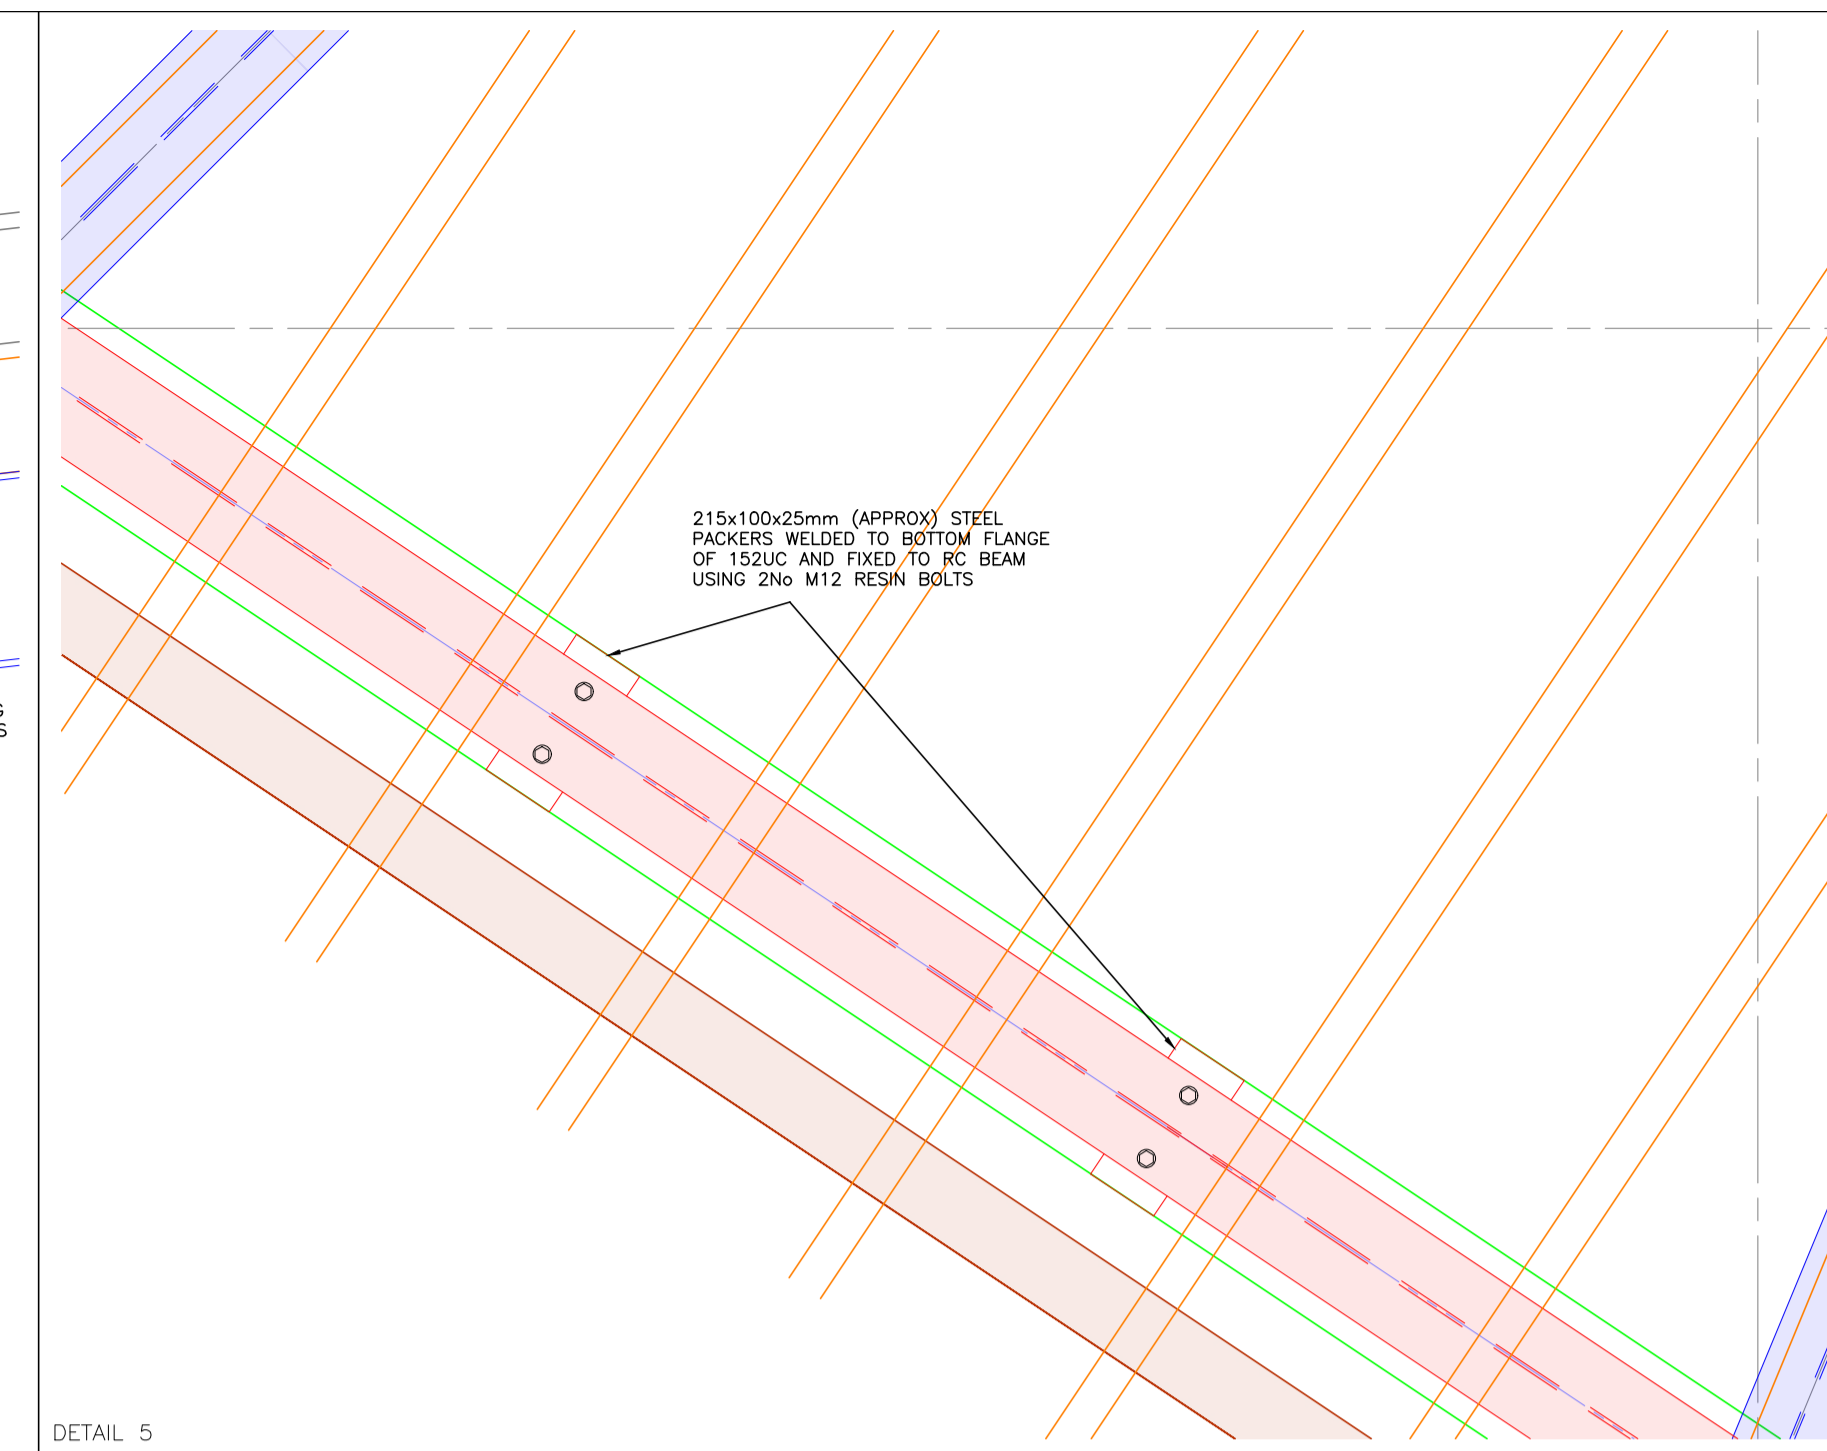 215x100x25mm (APPROX) STEEL
PACKERS WELDED TO BOTTOM FLANGE
OF 152UC AND FIXED TO RC BEAM
USING 2No M12 RESIN BOLTS
G
S
DETAIL 5